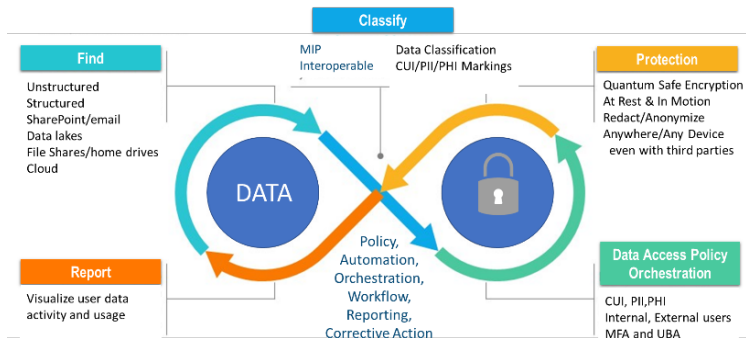 Classify
Find
MIP
Interoperable
Data Classification
CUI/PII/PHI Markings
Protection
Unstructured
Structured
SharePoint/email
Data lakes
File Shares/home drives
Cloud
Quantum Safe Encryption
At Rest & In Motion
Redact/Anonymize
Anywhere/Any Device
even with third parties
DATA
Policy,
Automation,
Orchestration,
Workflow,
Reporting,
Corrective Action
Report
Visualize user data
activity and usage
Data Access Policy
Orchestration
CUI, PII,PHI
Internal, External users
MFA and UBA